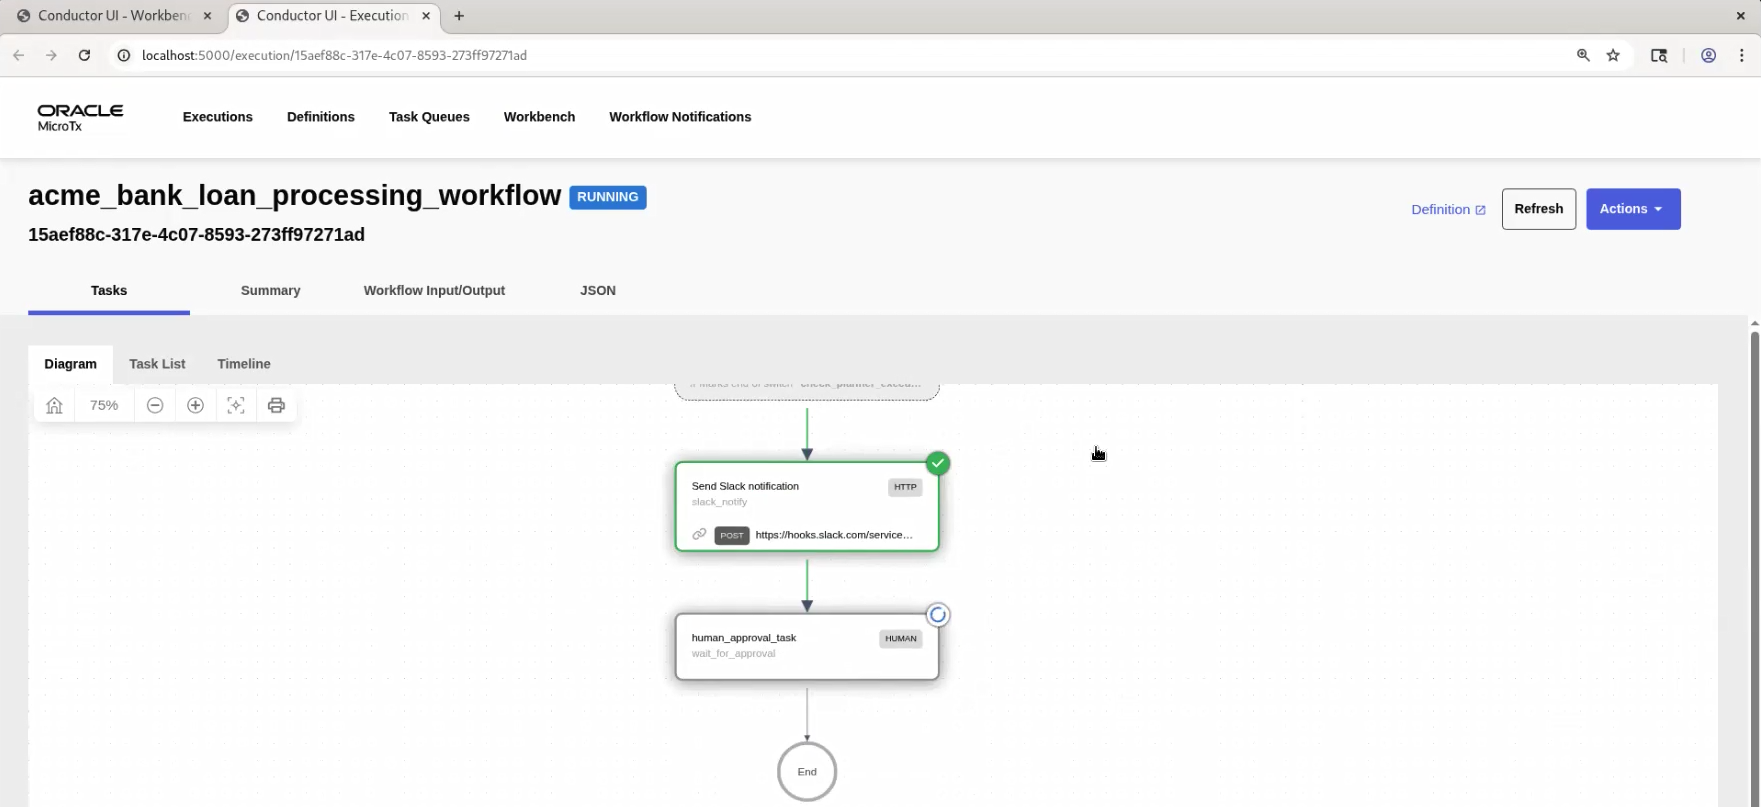 Conductor UI - Workben
Conductor UI - Execution
localhost:5000/execution/15aef88c-317e-4c07-8593-273ff97271ad
ORACLE
MicroTx
Executions Definitions Task Queues Workbench Workflow Notifications
acme_bank_loan_processing_workflow RUNNING
15aef88c-317e-4c07-8593-273ff97271ad
Definition Refresh Actions
Tasks Summary Workflow Input/Output JSON
Diagram Task List Timeline
75%
Send Slack notification HTTP
slack_notify
POST https://hooks.slack.com/service…
human_approval_task HUMAN
wait_for_approval
End